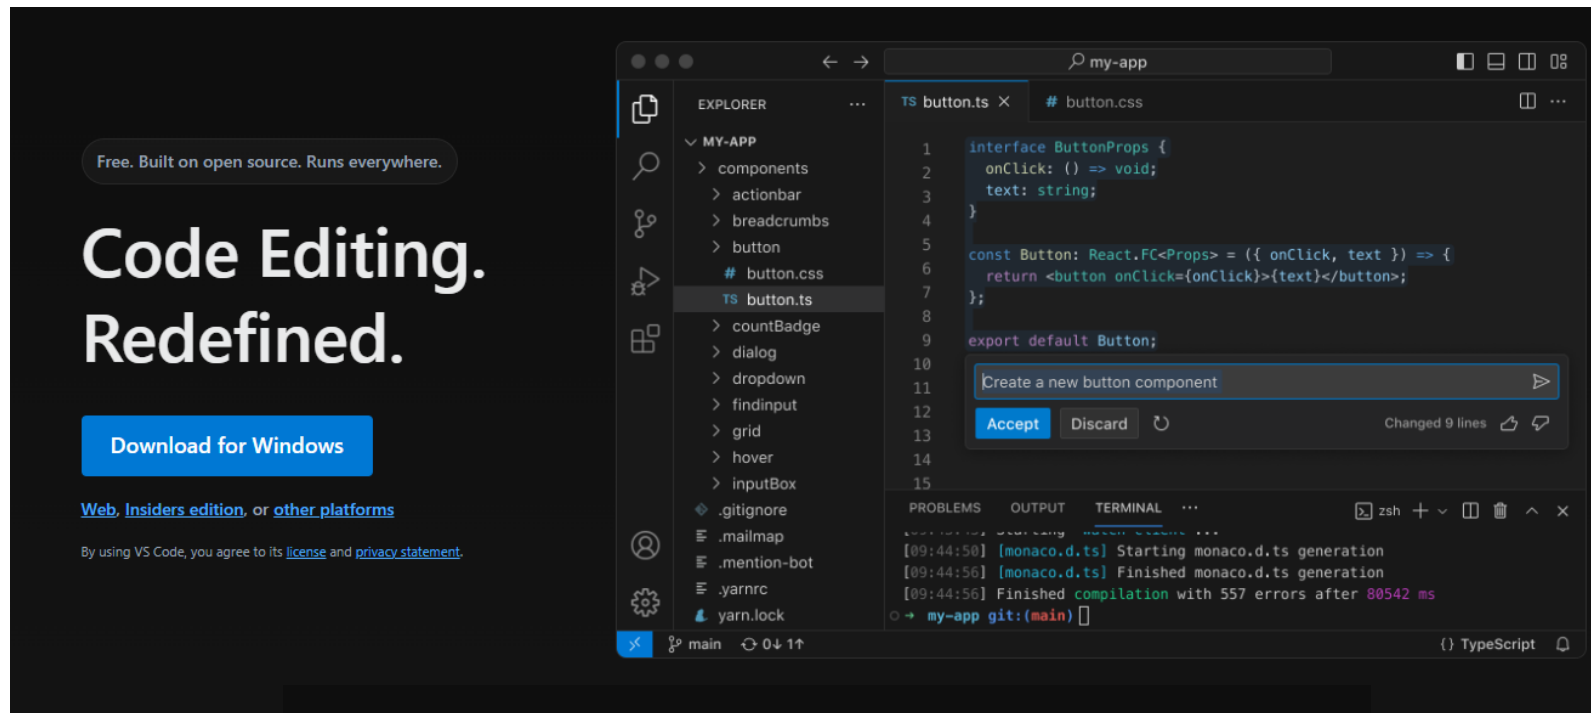 Free. Built on open source. Runs everywhere.
Code Editing.
Redefined.
Download for Windows
Web, Insiders edition, or other platforms
By using VS Code, you agree to its license and privacy statement.
my-app
EXPLORER
MY-APP
components
actionbar
breadcrumbs
button
# button.css
TS button.ts
countBadge
dialog
dropdown
findinput
grid
hover
inputBox
.gitignore
.mailmap
.mention-bot
.yarnrc
yarn.lock
TS button.ts
# button.css
1 interface ButtonProps {
2 onClick: () => void;
3 text: string;
4 }
5
6 const Button: React.FC<Props> = ({ onClick, text }) => {
7 return <button onClick={onClick}>{text}</button>;
8 };
9
10 export default Button;
11
12
13
14
15
Create a new button component
Accept Discard Changed 9 lines
PROBLEMS OUTPUT TERMINAL ··· zsh
[09:44:50] [monaco.d.ts] Starting monaco.d.ts generation
[09:44:56] [monaco.d.ts] Finished monaco.d.ts generation
[09:44:56] Finished compilation with 557 errors after 80542 ms
→ my-app git:(main)
main 0↓ 1↑ {} TypeScript